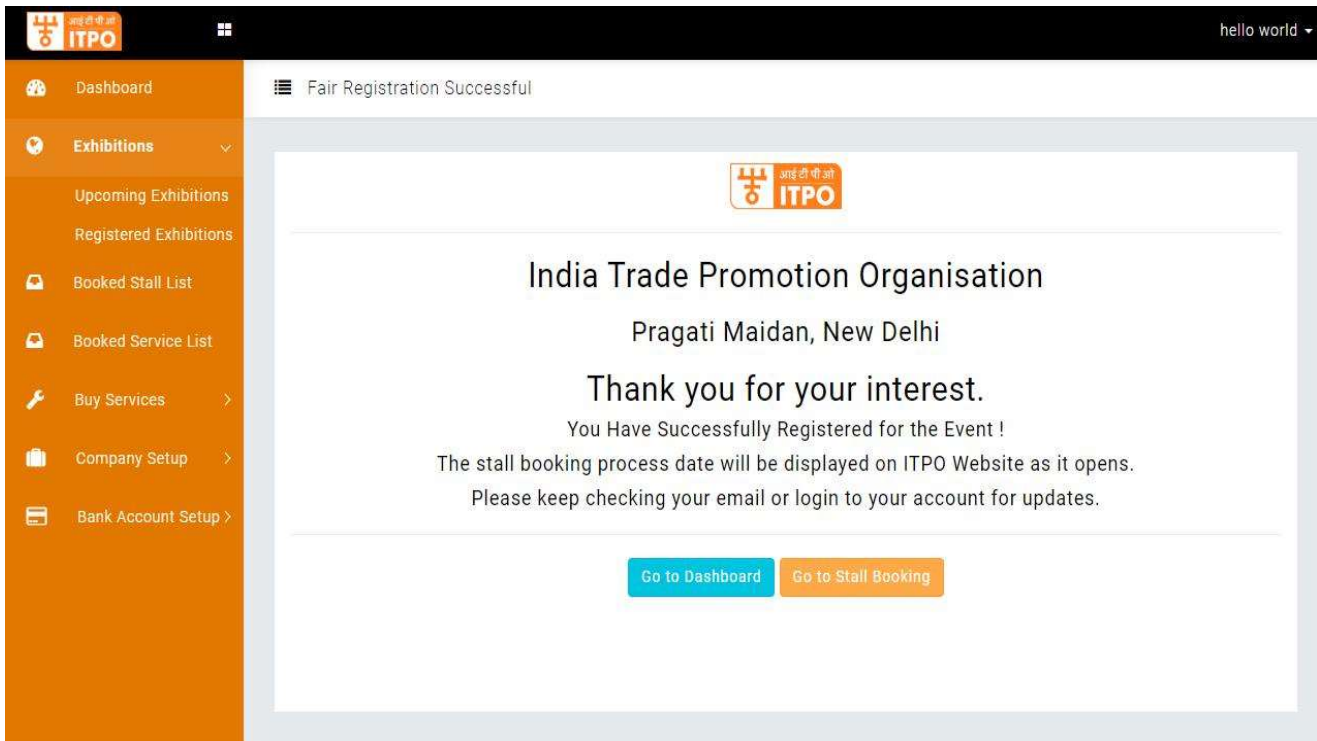 आई टी पी ओ
ITPO
hello world
Dashboard
Fair Registration Successful
Exhibitions
Upcoming Exhibitions
Registered Exhibitions
Booked Stall List
Booked Service List
Buy Services
Company Setup
Bank Account Setup
आई टी पी ओ
ITPO
India Trade Promotion Organisation
Pragati Maidan, New Delhi
Thank you for your interest.
You Have Successfully Registered for the Event !
The stall booking process date will be displayed on ITPO Website as it opens.
Please keep checking your email or login to your account for updates.
Go to Dashboard
Go to Stall Booking